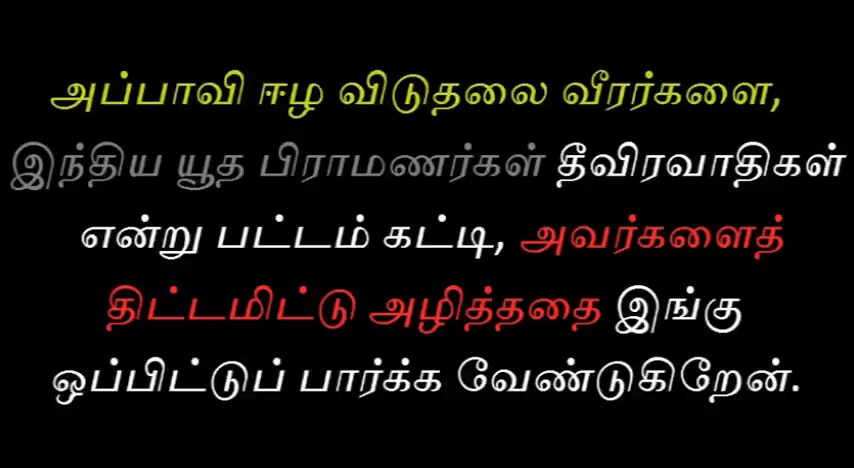 அப்பாவி ஈழ விடுதலை வீரர்களை,
இந்திய யூத பிராமணர்கள் தீவிரவாதிகள்
என்று பட்டம் கட்டி, அவர்களைத்
திட்டமிட்டு அழித்ததை இங்கு
ஒப்பிட்டுப் பார்க்க வேண்டுகிறேன்.